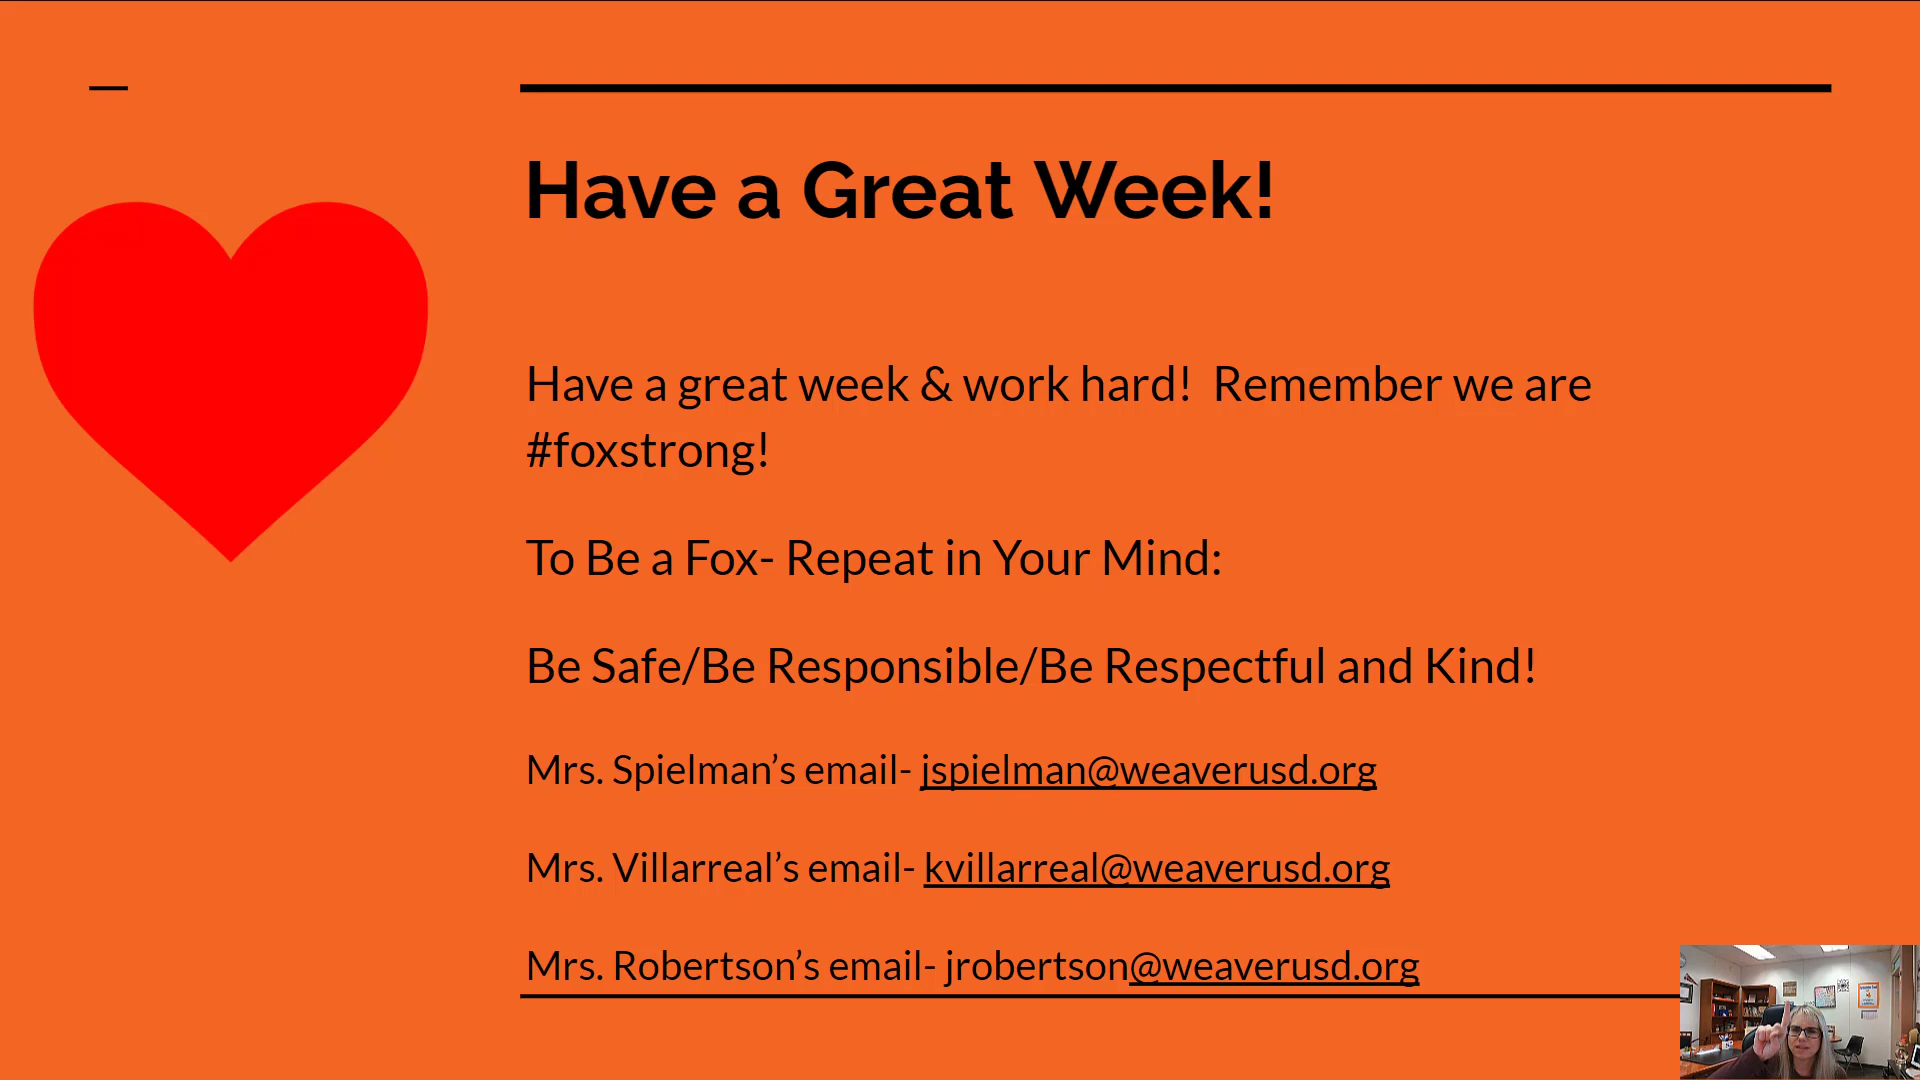 Have a Great Week!
Have a great week & work hard!  Remember we are
#foxstrong!
To Be a Fox- Repeat in Your Mind:
Be Safe/Be Responsible/Be Respectful and Kind!
Mrs. Spielman’s email- jspielman@weaverusd.org
Mrs. Villarreal’s email- kvillarreal@weaverusd.org
Mrs. Robertson’s email- jrobertson@weaverusd.org